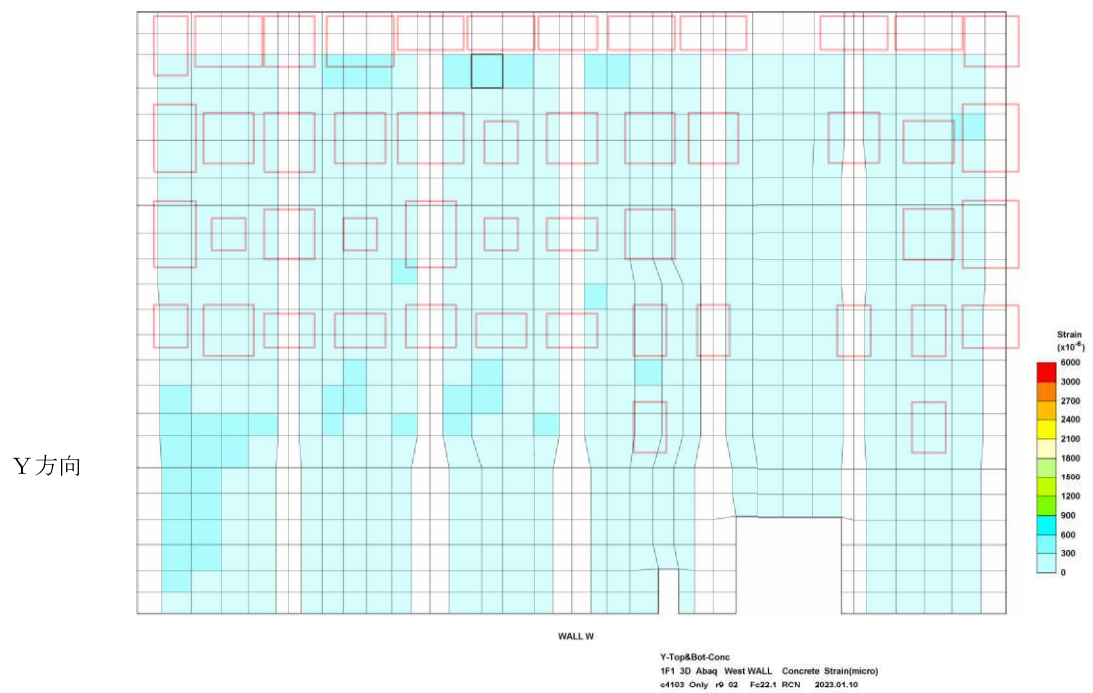 Strain
(x10⁻⁶)
6000
3000
2700
2400
2100
1800
1500
1200
900
600
300
0
Y方向
WALL W
Y-Top&Bot-Conc
1F1 3D Abaq West WALL Concrete Strain(micro)
c4103 Only r9 02 Fc22.1 RCN 2023.01.10